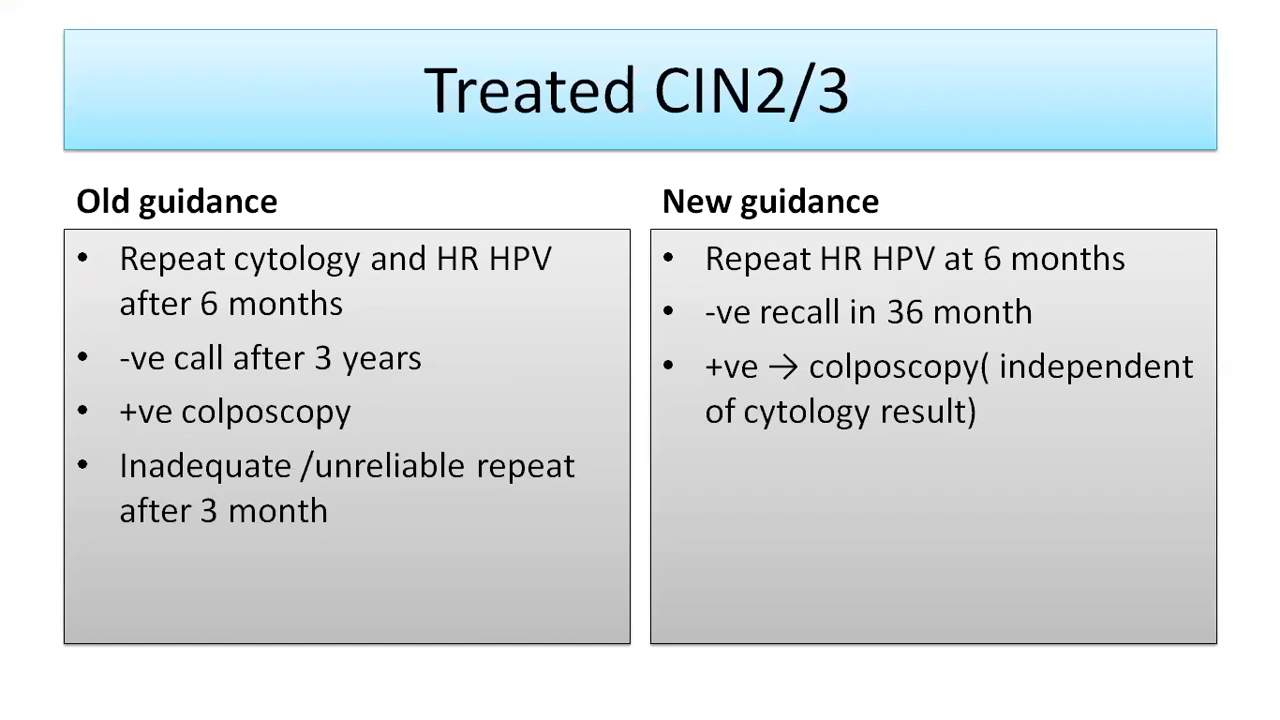 Treated CIN2/3
Old guidance
• Repeat cytology and HR HPV
after 6 months
• -ve call after 3 years
• +ve colposcopy
• Inadequate /unreliable repeat
after 3 month
New guidance
• Repeat HR HPV at 6 months
• -ve recall in 36 month
• +ve → colposcopy( independent
of cytology result)